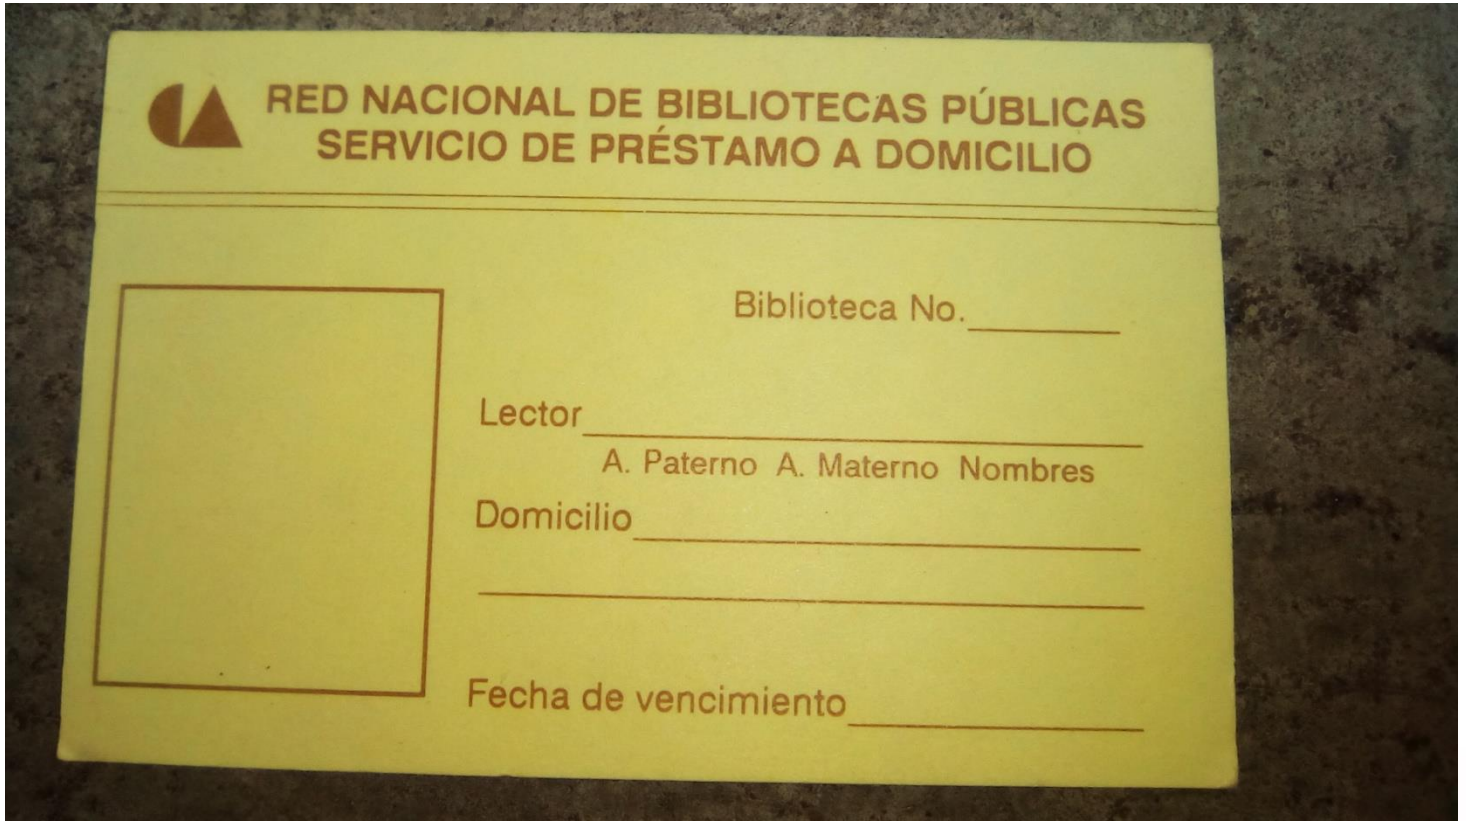 RED NACIONAL DE BIBLIOTECAS PÚBLICAS
SERVICIO DE PRÉSTAMO A DOMICILIO
Biblioteca No.
Lector
A. Paterno A. Materno Nombres
Domicilio
Fecha de vencimiento